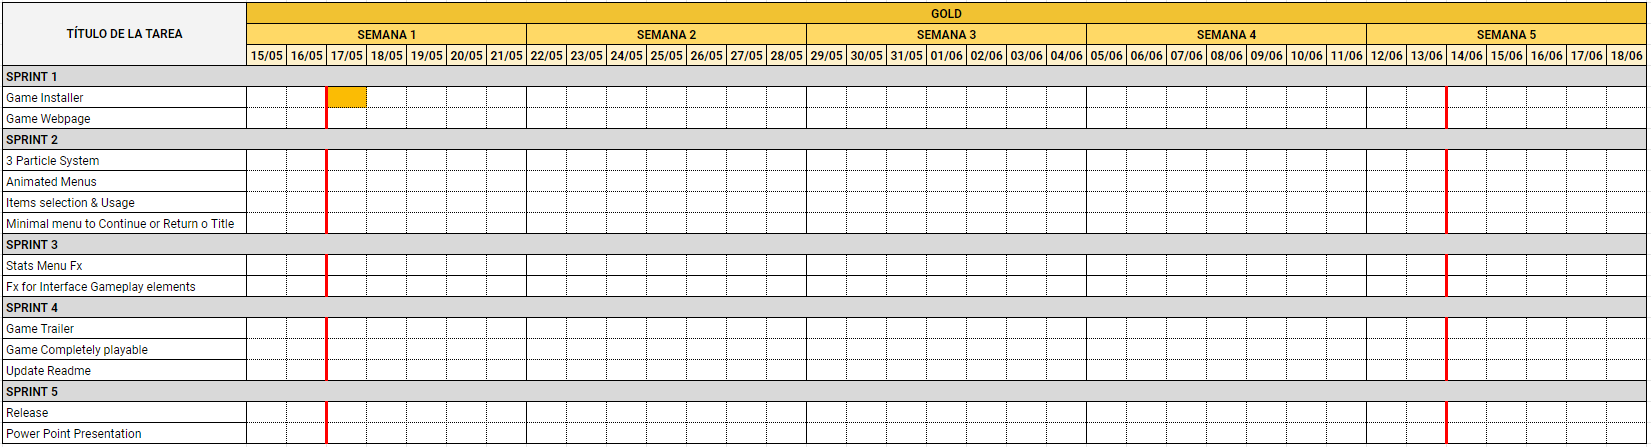 GOLD
TÍTULO DE LA TAREA
SEMANA 1 SEMANA 2 SEMANA 3 SEMANA 4 SEMANA 5
15/05 16/05 17/05 18/05 19/05 20/05 21/05 22/05 23/05 24/05 25/05 26/05 27/05 28/05 29/05 30/05 31/05 01/06 02/06 03/06 04/06 05/06 06/06 07/06 08/06 09/06 10/06 11/06 12/06 13/06 14/06 15/06 16/06 17/06 18/06
SPRINT 1
Game Installer
Game Webpage
SPRINT 2
3 Particle System
Animated Menus
Items selection & Usage
Minimal menu to Continue or Return o Title
SPRINT 3
Stats Menu Fx
Fx for Interface Gameplay elements
SPRINT 4
Game Trailer
Game Completely playable
Update Readme
SPRINT 5
Release
Power Point Presentation